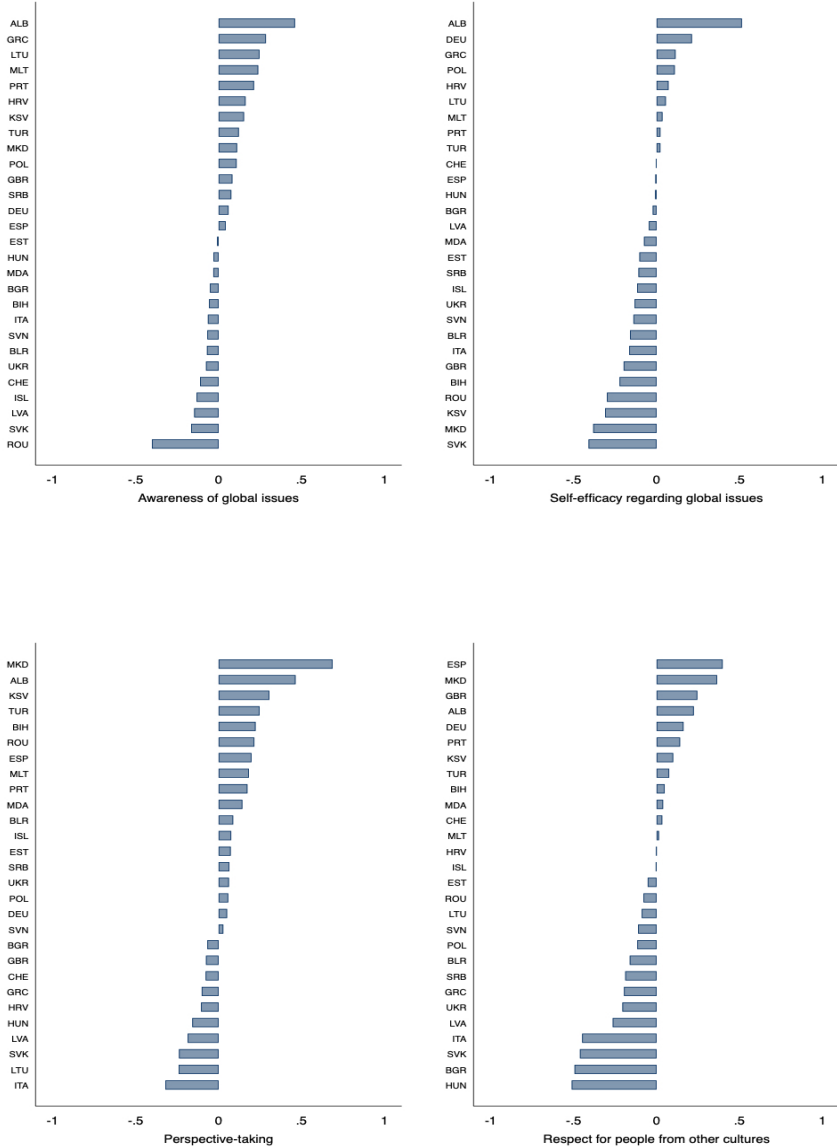 ALB
GRC
LTU
MLT
PRT
HRV
KSV
TUR
MKD
POL
GBR
SRB
DEU
ESP
EST
HUN
MDA
BGR
BIH
ITA
SVN
BLR
UKR
CHE
ISL
LVA
SVK
ROU
-1 -.5 0 .5 1
Awareness of global issues
ALB
DEU
GRC
POL
HRV
LTU
MLT
PRT
TUR
CHE
ESP
HUN
BGR
LVA
MDA
EST
SRB
ISL
UKR
SVN
BLR
ITA
GBR
BIH
ROU
KSV
MKD
SVK
-1 -.5 0 .5 1
Self-efficacy regarding global issues
MKD
ALB
KSV
TUR
BIH
ROU
ESP
MLT
PRT
MDA
BLR
ISL
EST
SRB
UKR
POL
DEU
SVN
BGR
GBR
CHE
GRC
HRV
HUN
LVA
SVK
LTU
ITA
-1 -.5 0 .5 1
Perspective-taking
ESP
MKD
GBR
ALB
DEU
PRT
KSV
TUR
BIH
MDA
CHE
MLT
HRV
ISL
EST
ROU
LTU
SVN
POL
BLR
SRB
GRC
UKR
LVA
ITA
SVK
BGR
HUN
-1 -.5 0 .5 1
Respect for people from other cultures